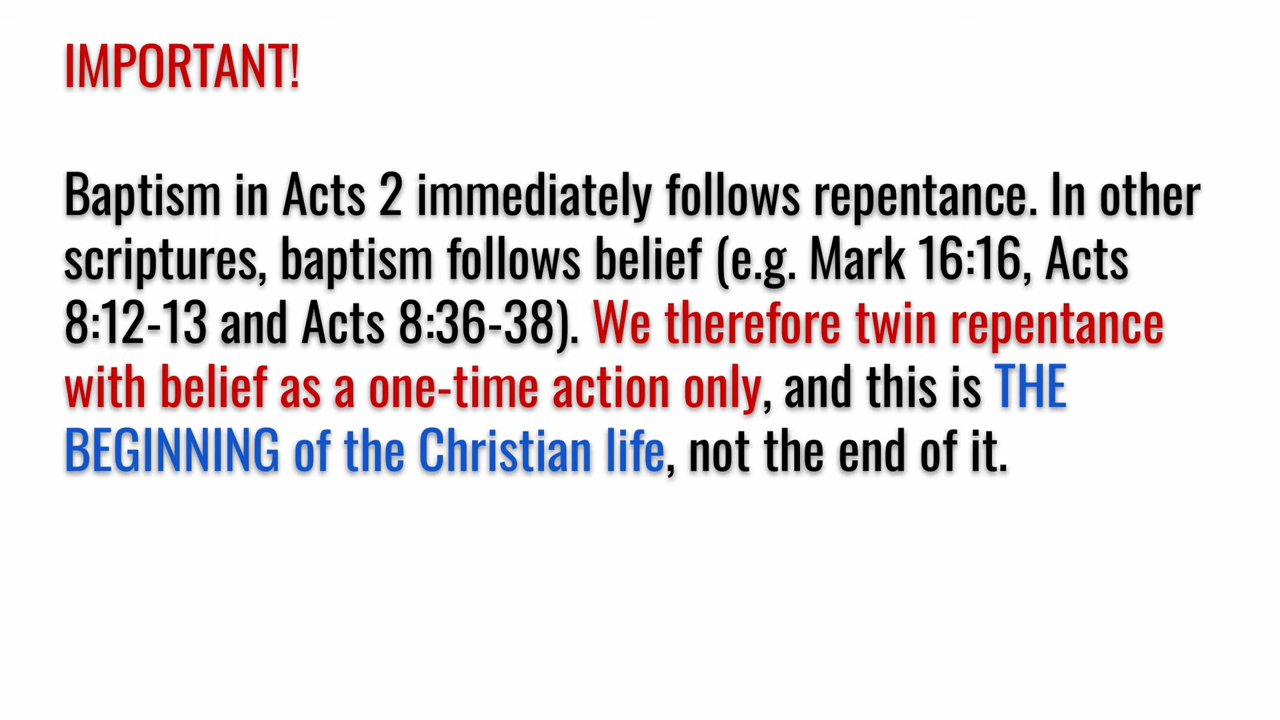 IMPORTANT!
Baptism in Acts 2 immediately follows repentance. In other
scriptures, baptism follows belief (e.g. Mark 16:16, Acts
8:12-13 and Acts 8:36-38). We therefore twin repentance
with belief as a one-time action only, and this is THE
BEGINNING of the Christian life, not the end of it.